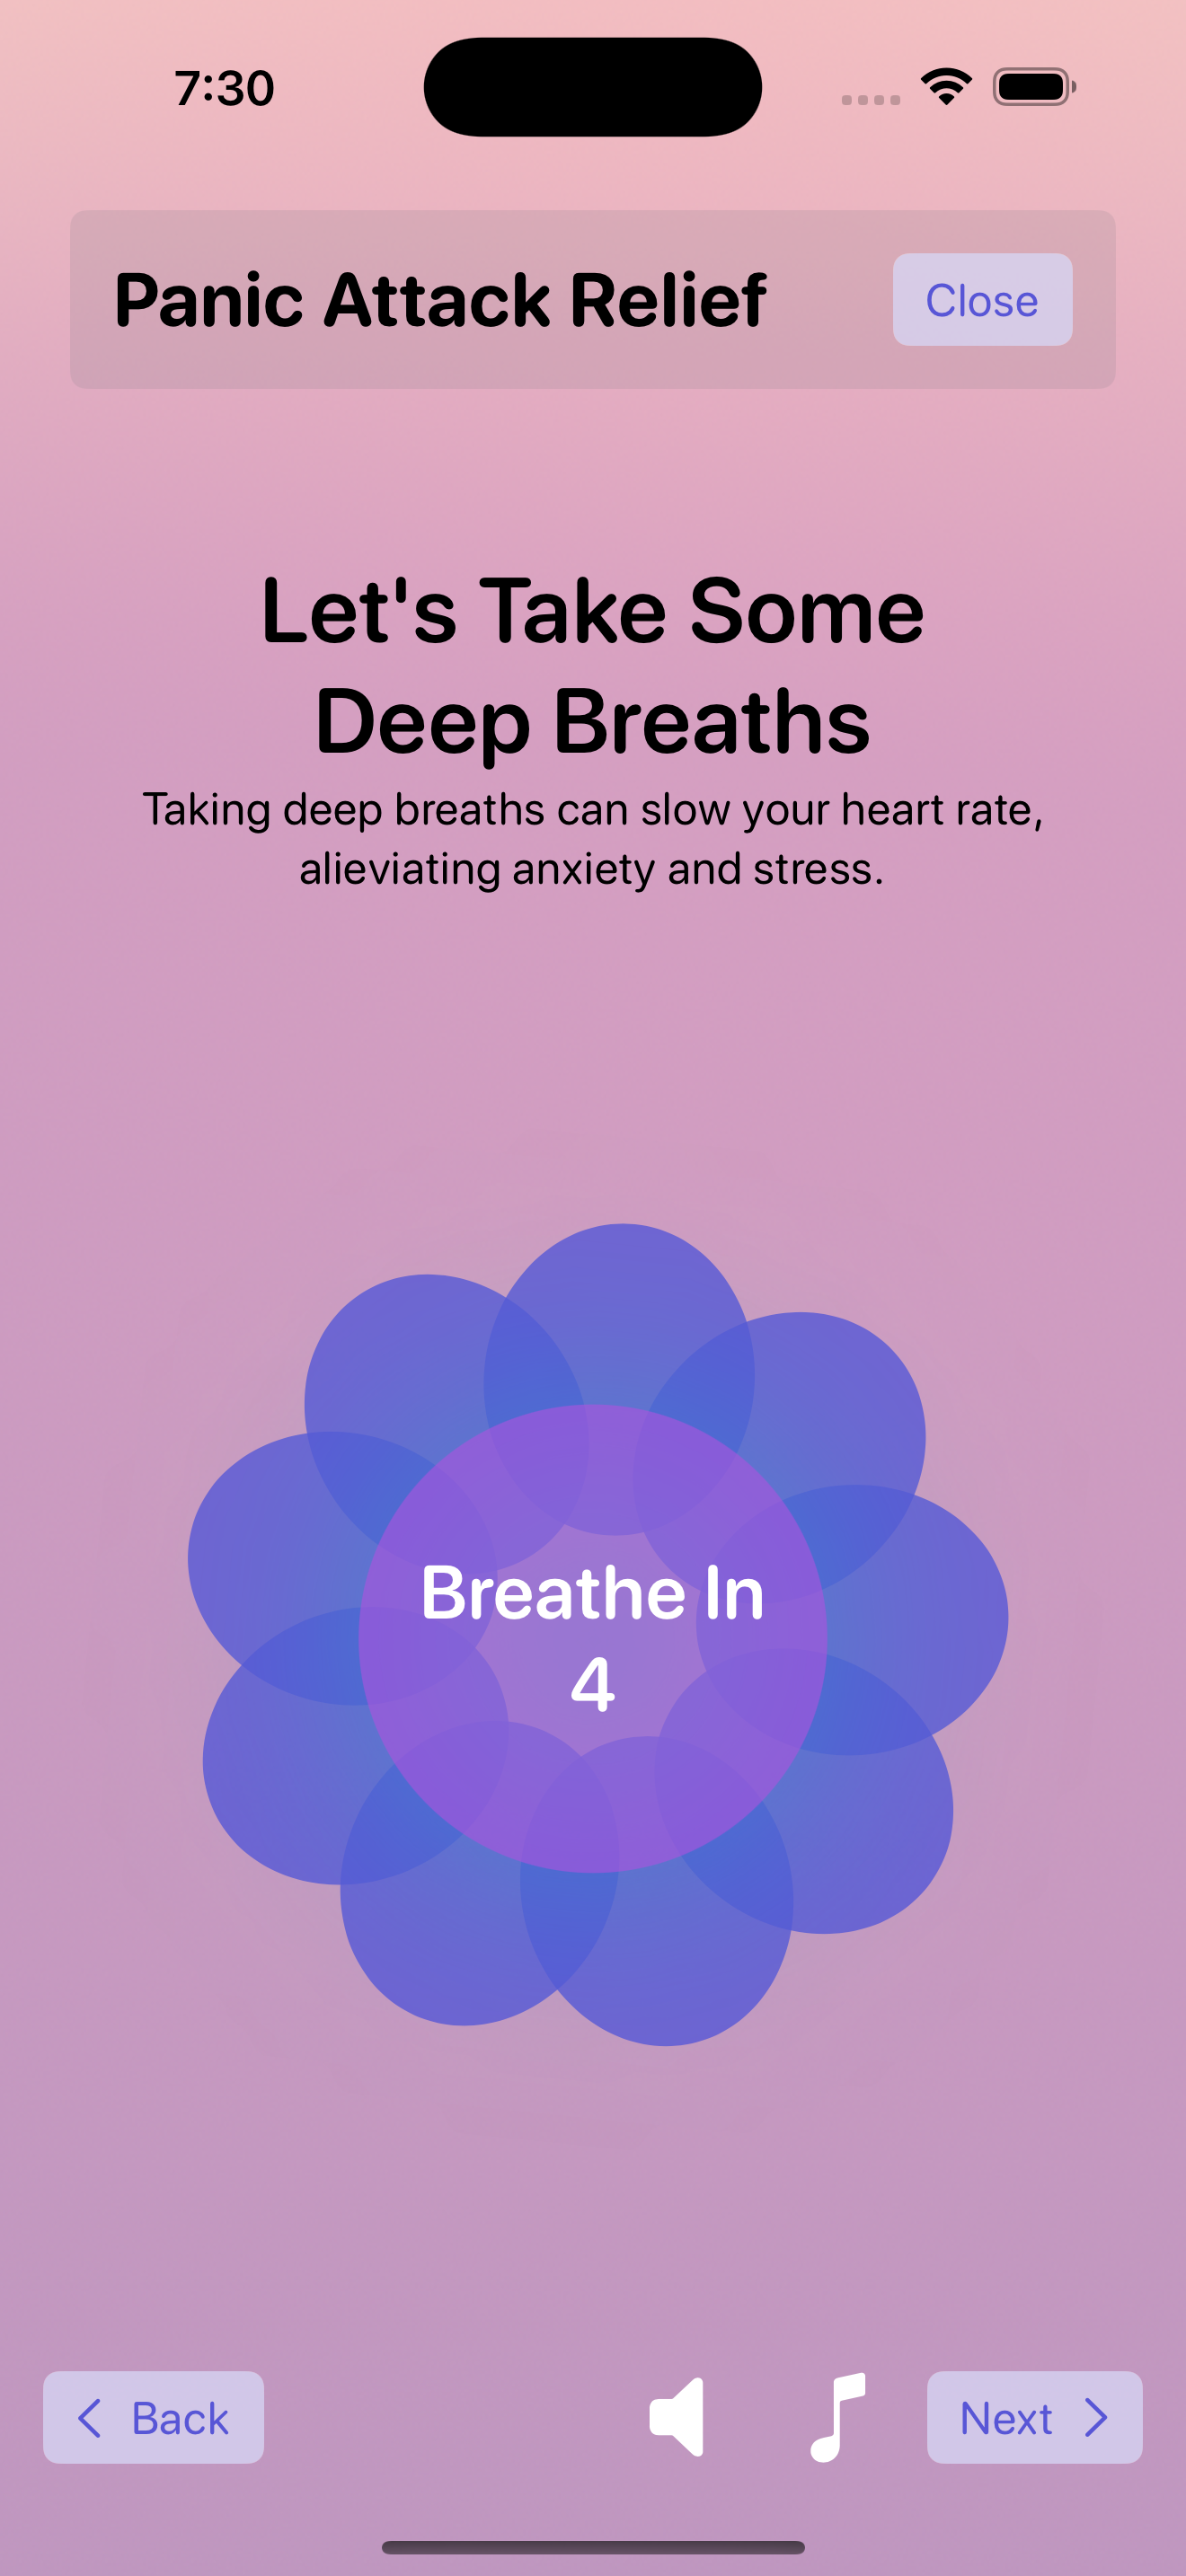 7:30
Panic Attack Relief
Close
Let's Take Some
Deep Breaths
Taking deep breaths can slow your heart rate,
alieviating anxiety and stress.
Breathe In
4
Back
Next